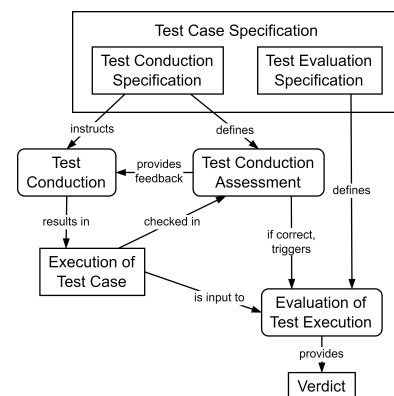 Test Case Specification
Test Conduction
Specification
Test Evaluation
Specification
instructs
defines
Test
Conduction
provides
feedback
Test Conduction
Assessment
defines
results in
checked in
if correct,
triggers
Execution of
Test Case
is input to
Evaluation of
Test Execution
provides
Verdict